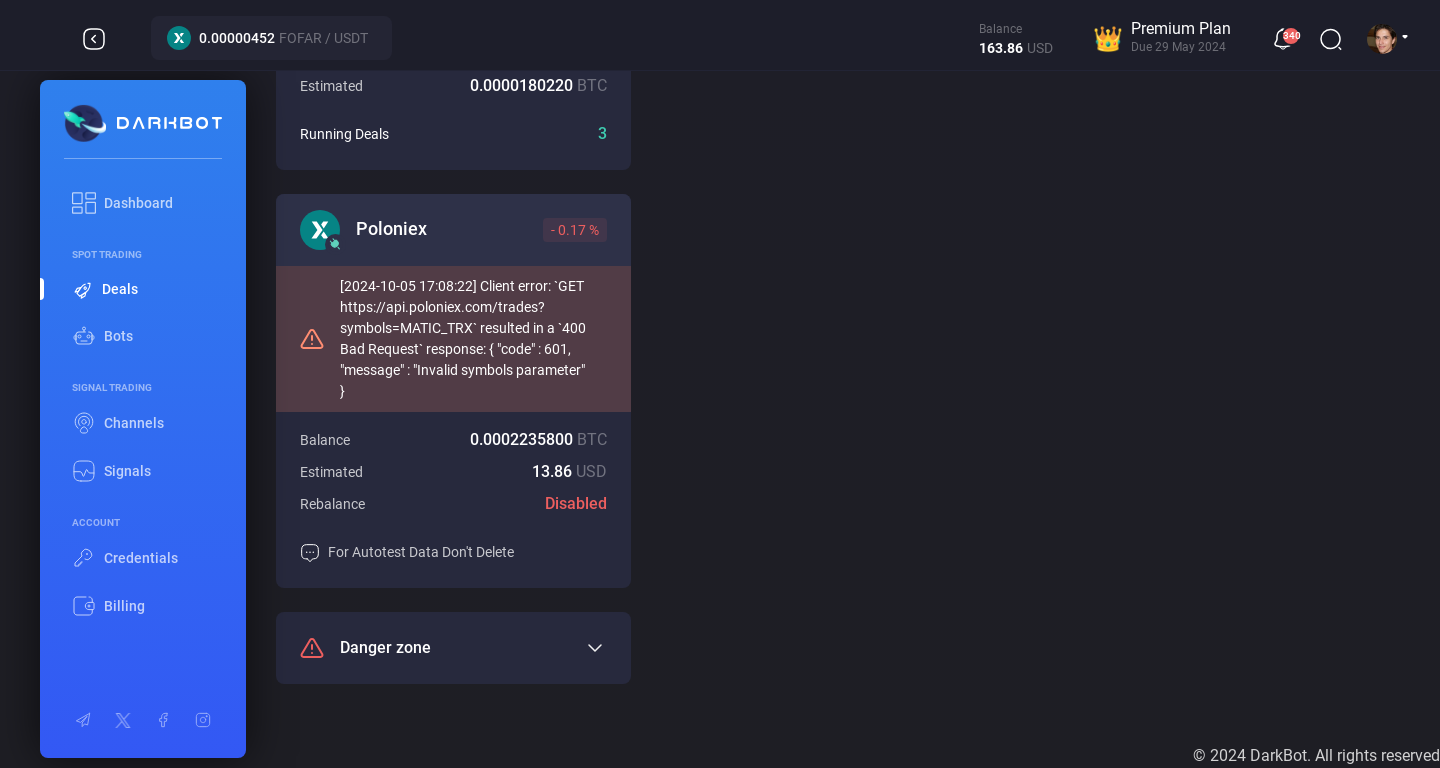 0.00000452 FOFAR / USDT
Balance
163.86 USD
Premium Plan
Due 29 May 2024
340
DARKBOT
Dashboard
SPOT TRADING
Deals
Bots
SIGNAL TRADING
Channels
Signals
ACCOUNT
Credentials
Billing
Estimated 0.0000180220 BTC
Running Deals 3
Poloniex - 0.17 %
[2024-10-05 17:08:22] Client error: `GET
https://api.poloniex.com/trades?
symbols=MATIC_TRX` resulted in a `400
Bad Request` response: { "code" : 601,
"message" : "Invalid symbols parameter"
}
Balance 0.0002235800 BTC
Estimated 13.86 USD
Rebalance Disabled
For Autotest Data Don't Delete
Danger zone
© 2024 DarkBot. All rights reserved